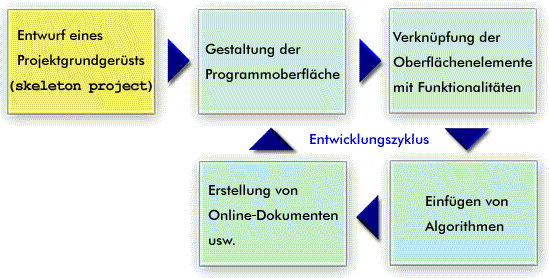 Entwurf eines
Projektgrundgerüsts
(skeleton project)
Gestaltung der
Programmoberfläche
Verknüpfung der
Oberflächenelemente
mit Funktionalitäten
Entwicklungszyklus
Erstellung von
Online-Dokumenten
usw.
Einfügen von
Algorithmen